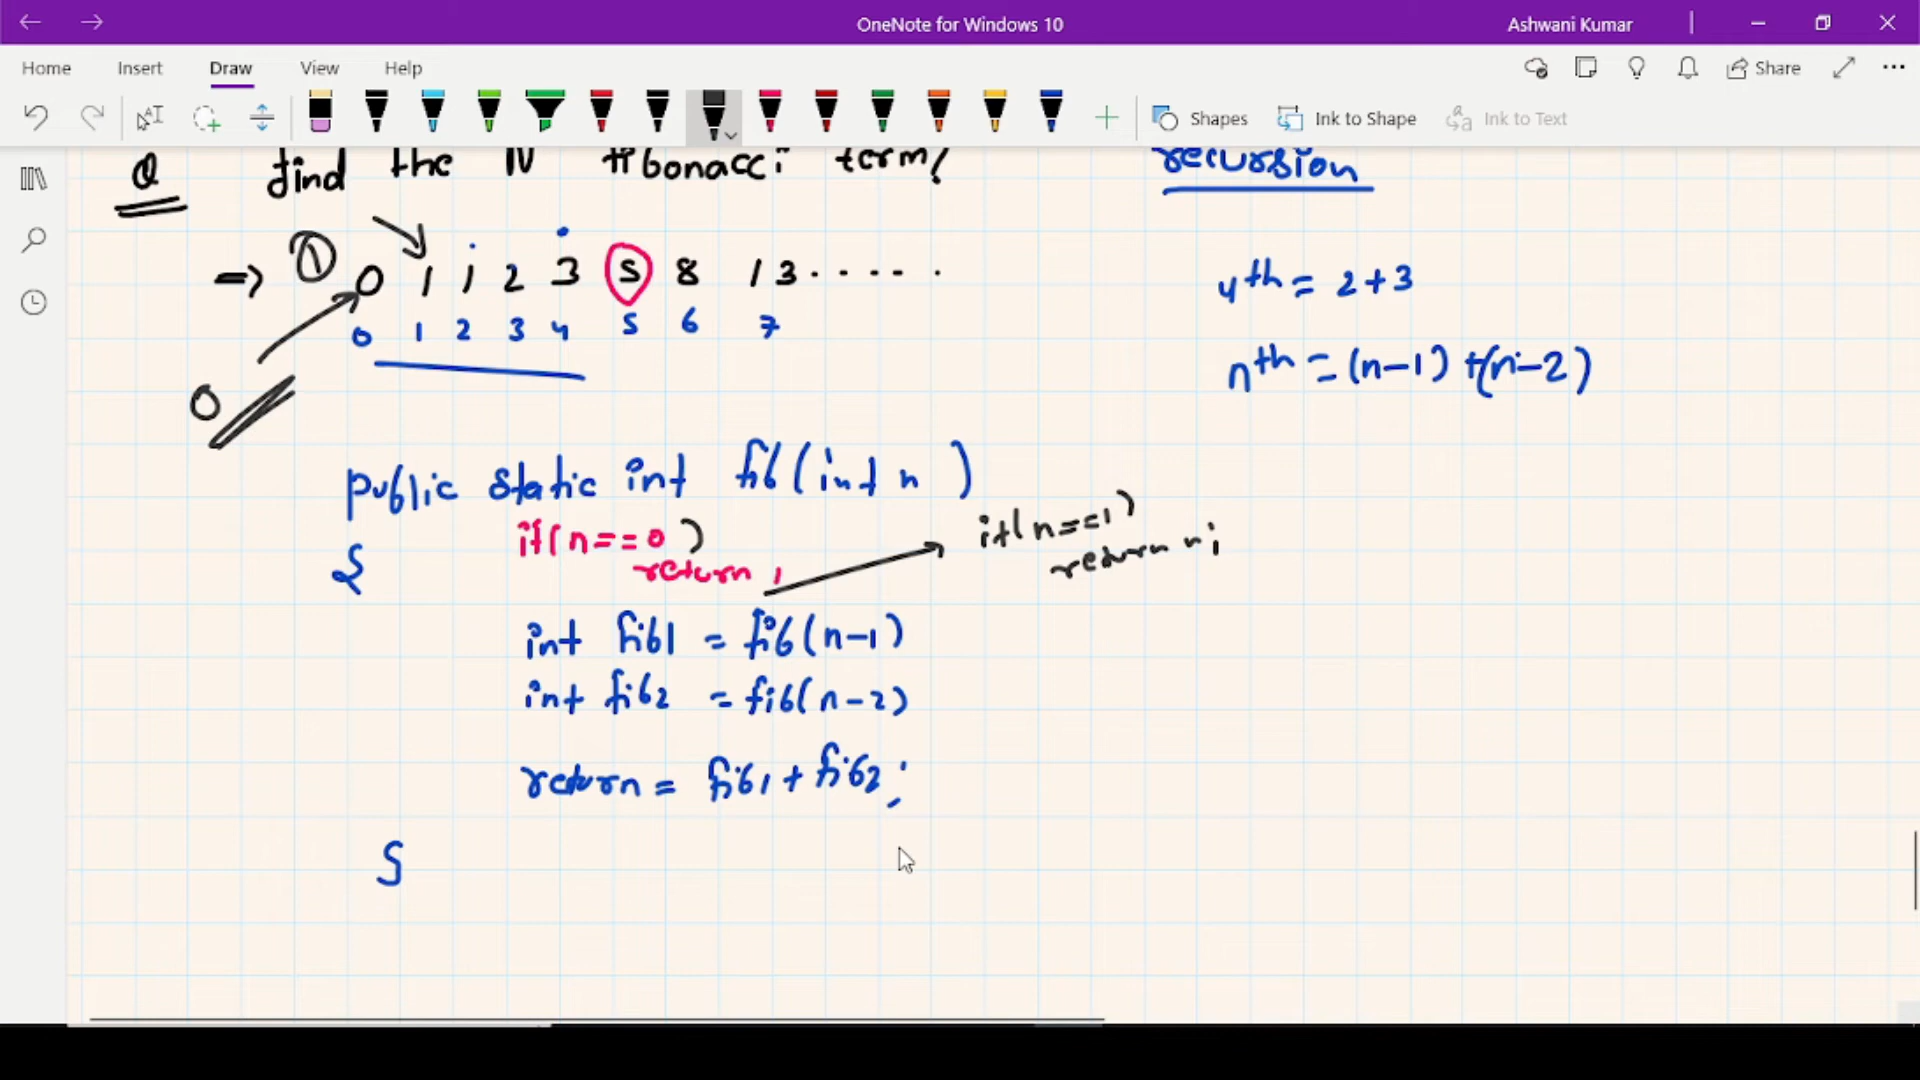 OneNote for Windows 10
Ashwani Kumar
Home Insert Draw View Help
Share
Shapes Ink to Shape Ink to Text
Q find the N fibonacci term?
recursion
=> 1 0 1 1 2 3 5 8 13 . . . . . .
0 1 2 3 4 5 6 7
0
4th = 2+3
nth = (n-1) + (n-2)
public static int fib(int n)
{
if(n==0)
return 1
if(n==1)
return n;
int fib1 = fib(n-1)
int fib2 = fib(n-2)
return = fib1 + fib2;
}